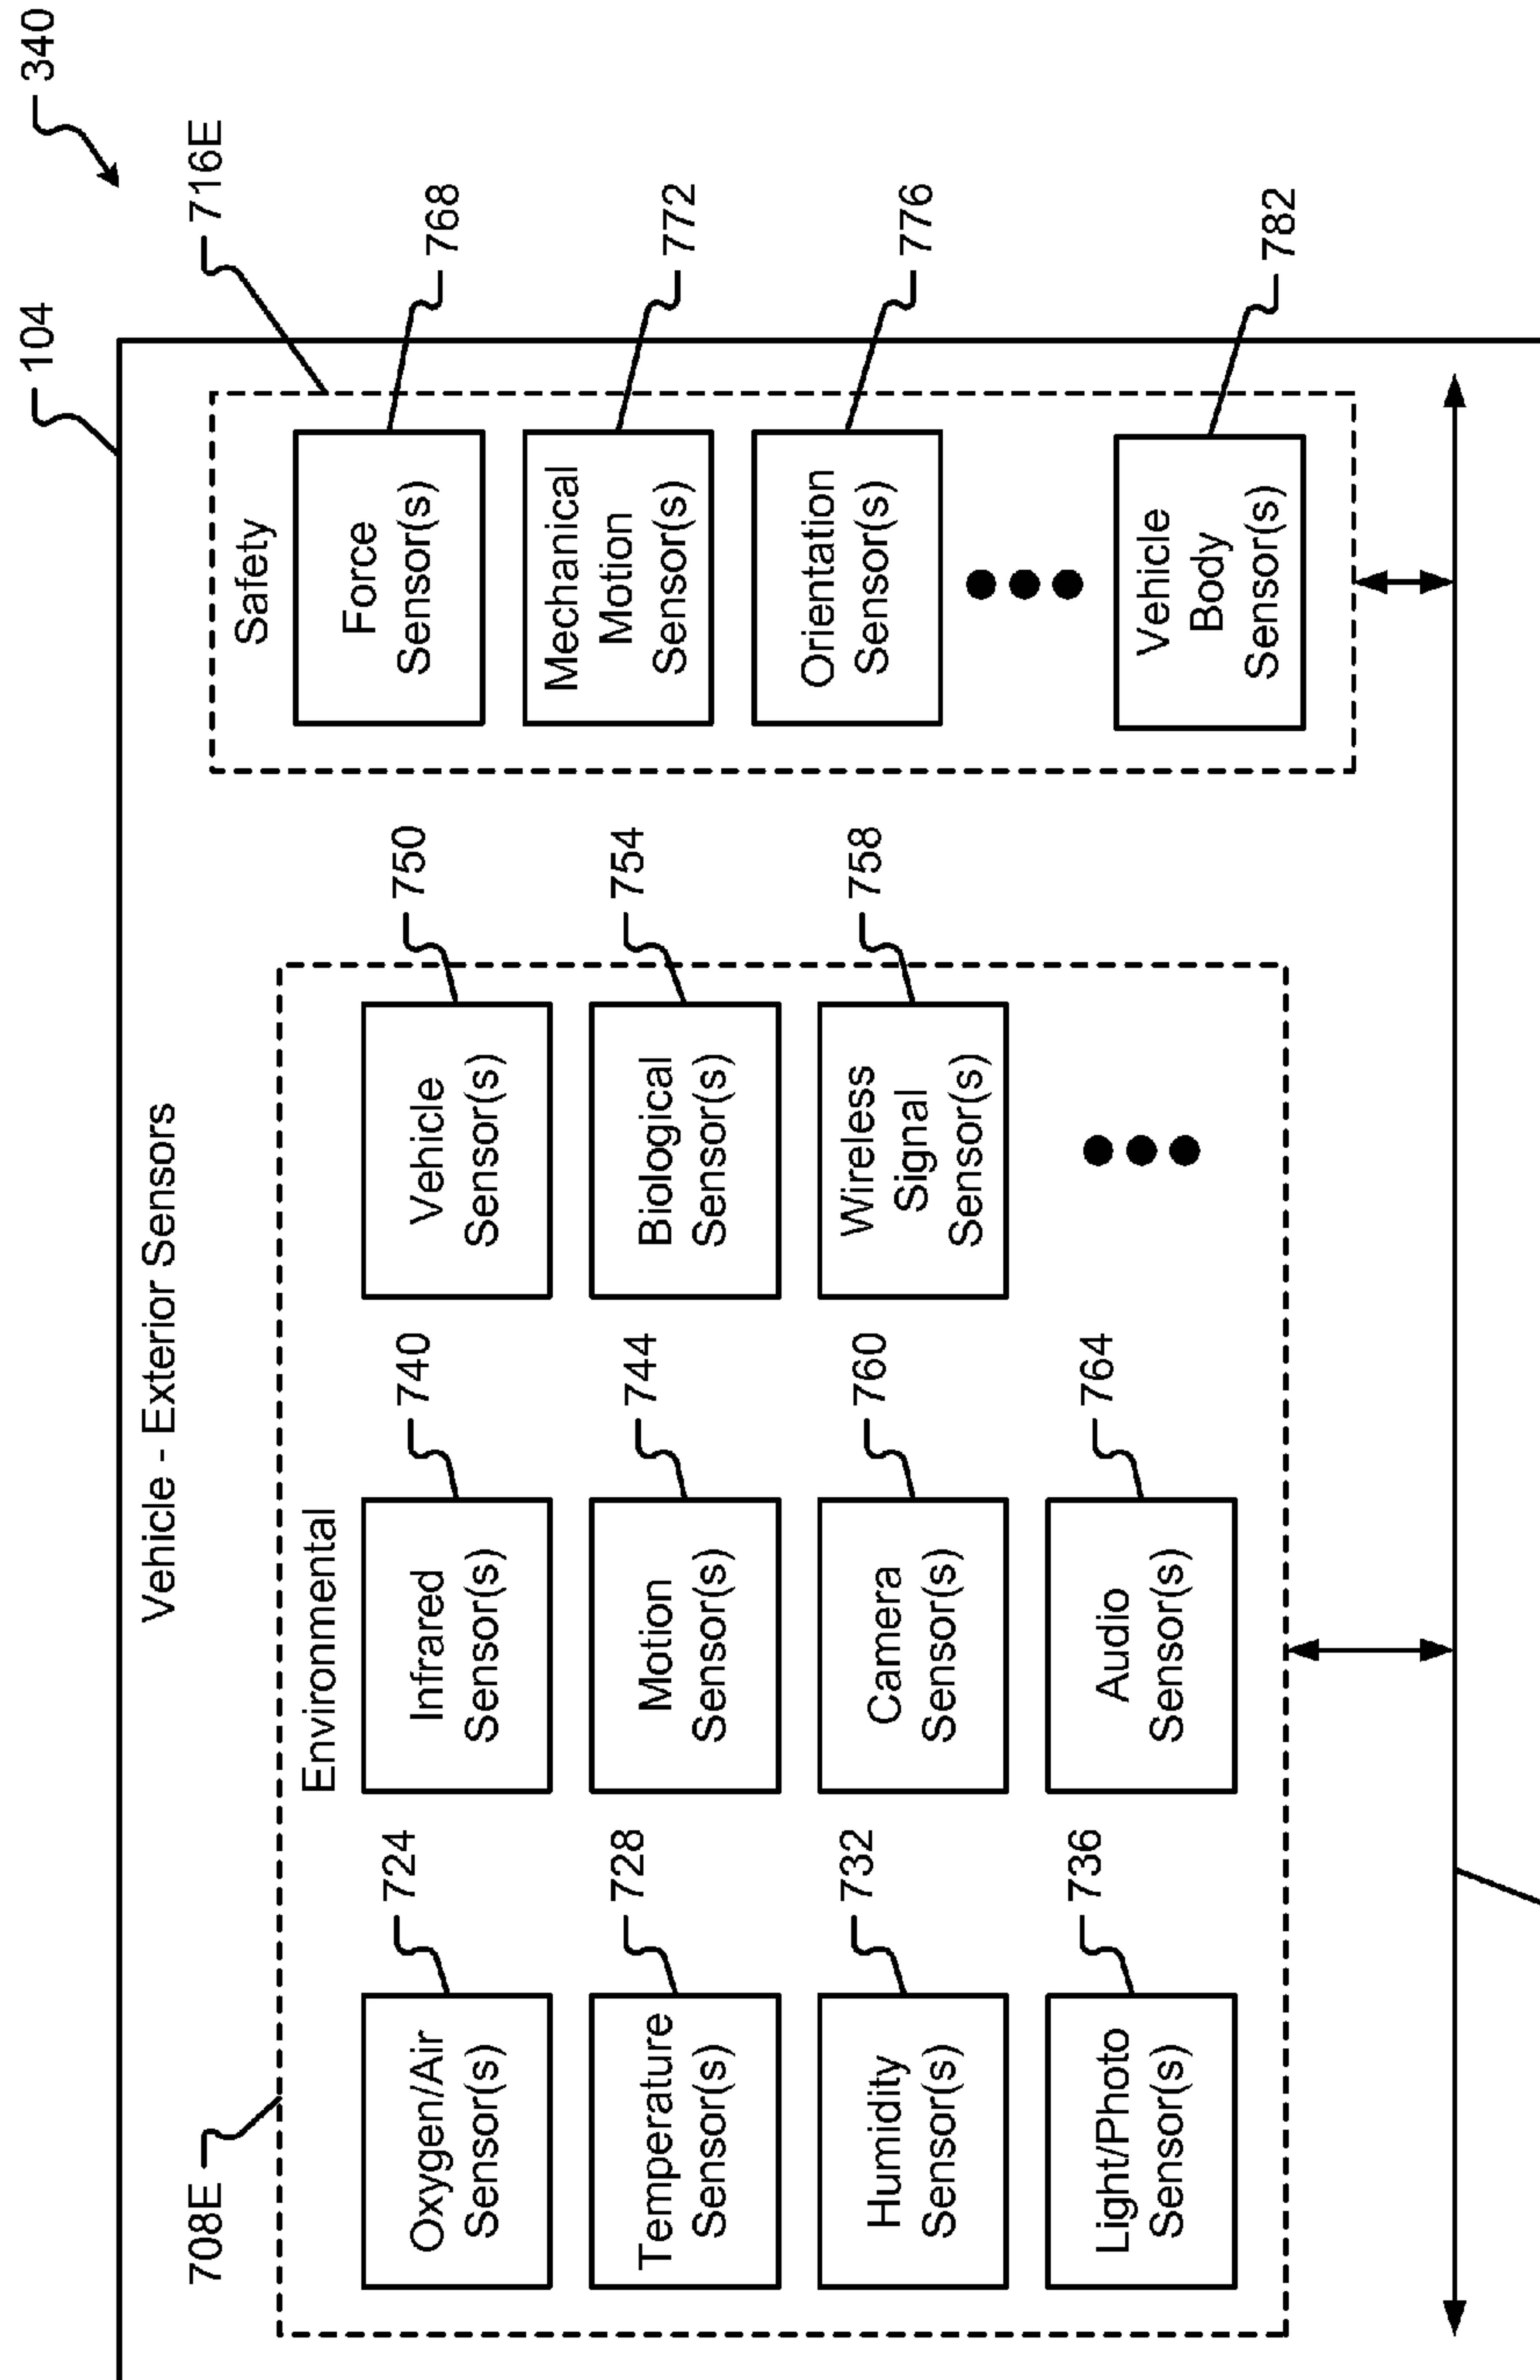 340
104
716E
Vehicle - Exterior Sensors
708E
Environmental
724
Oxygen/Air
Sensor(s)
740
Infrared
Sensor(s)
750
Vehicle
Sensor(s)
728
Temperature
Sensor(s)
744
Motion
Sensor(s)
754
Biological
Sensor(s)
732
Humidity
Sensor(s)
760
Camera
Sensor(s)
758
Wireless
Signal
Sensor(s)
736
Light/Photo
Sensor(s)
764
Audio
Sensor(s)
Safety
768
Force
Sensor(s)
772
Mechanical
Motion
Sensor(s)
776
Orientation
Sensor(s)
782
Vehicle
Body
Sensor(s)